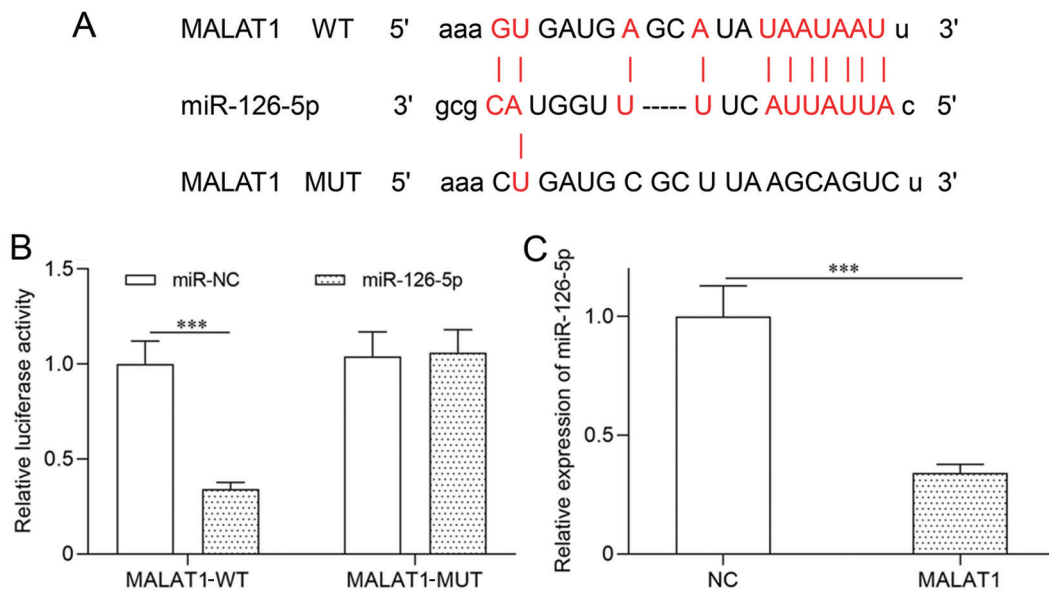 A
MALAT1 WT 5' aaa GU GAUG A GC A UA UAAUAAU u 3'
miR-126-5p 3' gcg CA UGGU U ----- U UC AUUAUUA c 5'
MALAT1 MUT 5' aaa C U GAUG C GC U UA AGCAGUC u 3'
B
Relative luciferase activity
1.5
1.0
0.5
0
miR-NC
miR-126-5p
***
MALAT1-WT
MALAT1-MUT
C
Relative expression of miR-126-5p
1.0
0.5
0
***
NC
MALAT1